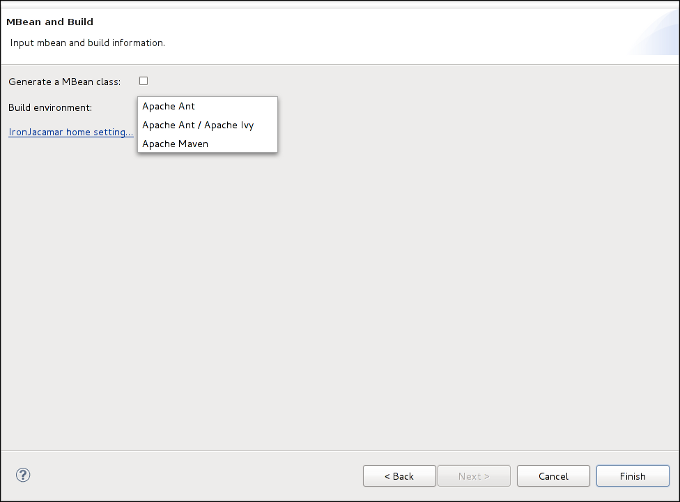 MBean and Build
Input mbean and build information.
Generate a MBean class:
Build environment:
Apache Ant
Apache Ant / Apache Ivy
Apache Maven
IronJacamar home setting...
?
< Back
Next >
Cancel
Finish